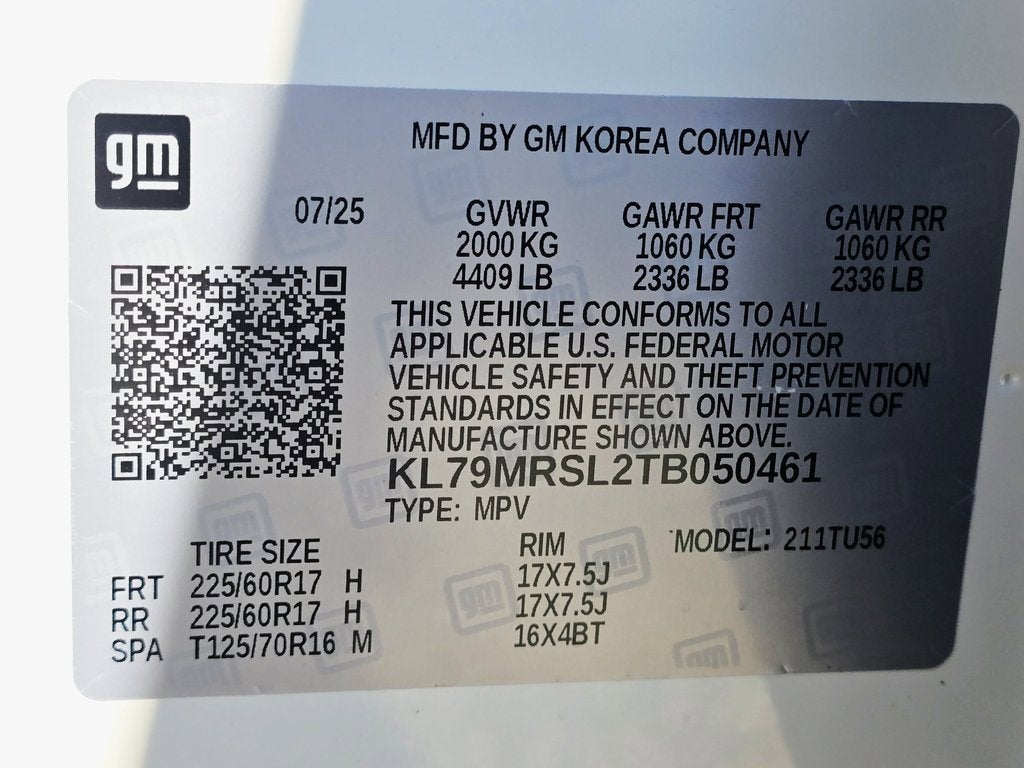 gm
MFD BY GM KOREA COMPANY
07/25 GVWR GAWR FRT GAWR RR
2000 KG 1060 KG 1060 KG
4409 LB 2336 LB 2336 LB
THIS VEHICLE CONFORMS TO ALL
APPLICABLE U.S. FEDERAL MOTOR
VEHICLE SAFETY AND THEFT PREVENTION
STANDARDS IN EFFECT ON THE DATE OF
MANUFACTURE SHOWN ABOVE.
KL79MRSL2TB050461
TYPE: MPV
TIRE SIZE RIM MODEL: 211TU56
FRT 225/60R17 H 17X7.5J
RR 225/60R17 H 17X7.5J
SPA T125/70R16 M 16X4BT